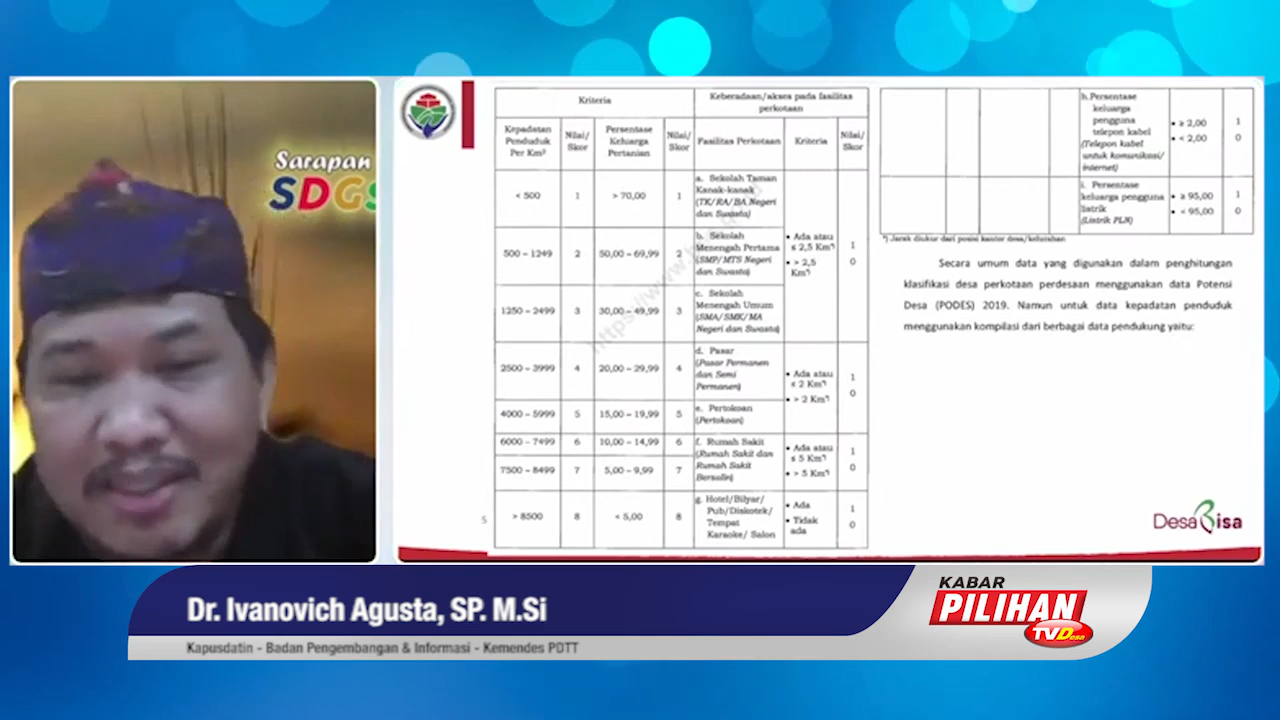 Sarapan
SDGS
Kriteria
Keberadaan/akses pada fasilitas
perkotaan
Kepadatan
Penduduk
Per Km²
Nilai/
Skor
Persentase
Keluarga
Pertanian
Nilai/
Skor
Fasilitas Perkotaan
Kriteria
Nilai/
Skor
< 500
1
> 70,00
1
a. Sekolah Taman
Kanak-kanak
(TK/RA/BA Negeri
dan Swasta)
500 – 1249
2
50,00 – 69,99
2
b. Sekolah
Menengah Pertama
(SMP/MTS Negeri
dan Swasta)
• Ada atau
≤ 2,5 Km*)
• > 2,5
Km*)
1
0
1250 – 2499
3
30,00 – 49,99
3
c. Sekolah
Menengah Umum
(SMA/SMK/MA
Negeri dan Swasta)
2500 – 3999
4
20,00 – 29,99
4
d. Pasar
(Pasar Permanen
dan Semi
Permanen)
• Ada atau
≤ 2 Km*)
• > 2 Km*)
1
0
4000 – 5999
5
15,00 – 19,99
5
e. Pertokoan
(Pertokoan)
6000 – 7499
6
10,00 – 14,99
6
f. Rumah Sakit
(Rumah Sakit dan
Rumah Sakit
Bersalin)
• Ada atau
≤ 5 Km*)
• > 5 Km*)
1
0
7500 – 8499
7
5,00 – 9,99
7
> 8500
8
< 5,00
8
g. Hotel/Bilyar/
Pub/Diskotek/
Tempat
Karaoke/ Salon
• Ada
• Tidak
ada
1
0
5
h.Persentase
keluarga
pengguna
telepon kabel
(Telepon kabel
untuk komunikasi/
internet)
• ≥ 2,00
• < 2,00
1
0
i. Persentase
keluarga pengguna
listrik
(Listrik PLN)
• ≥ 95,00
• < 95,00
1
0
*) Jarak diukur dari posisi kantor desa/kelurahan
Secara umum data yang digunakan dalam penghitungan
klasifikasi desa perkotaan perdesaan menggunakan data Potensi
Desa (PODES) 2019. Namun untuk data kepadatan penduduk
menggunakan kompilasi dari berbagai data pendukung yaitu:
Desa Bisa
Dr. Ivanovich Agusta, SP. M.Si
Kapusdatin - Badan Pengembangan & Informasi - Kemendes PDTT
KABAR
PILIHAN
TVDesa